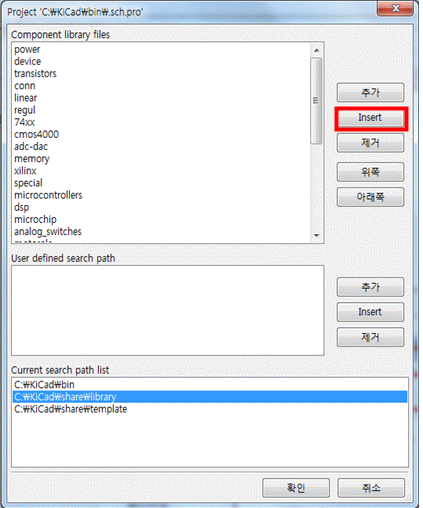 Project 'C:₩KiCad₩bin₩.sch.pro'
Component library files
power
device
transistors
conn
linear
regul
74xx
cmos4000
adc-dac
memory
xilinx
special
microcontrollers
dsp
microchip
analog_switches
추가
Insert
제거
위쪽
아래쪽
User defined search path
추가
Insert
제거
Current search path list
C:₩KiCad₩bin
C:₩KiCad₩share₩library
C:₩KiCad₩share₩template
확인
취소